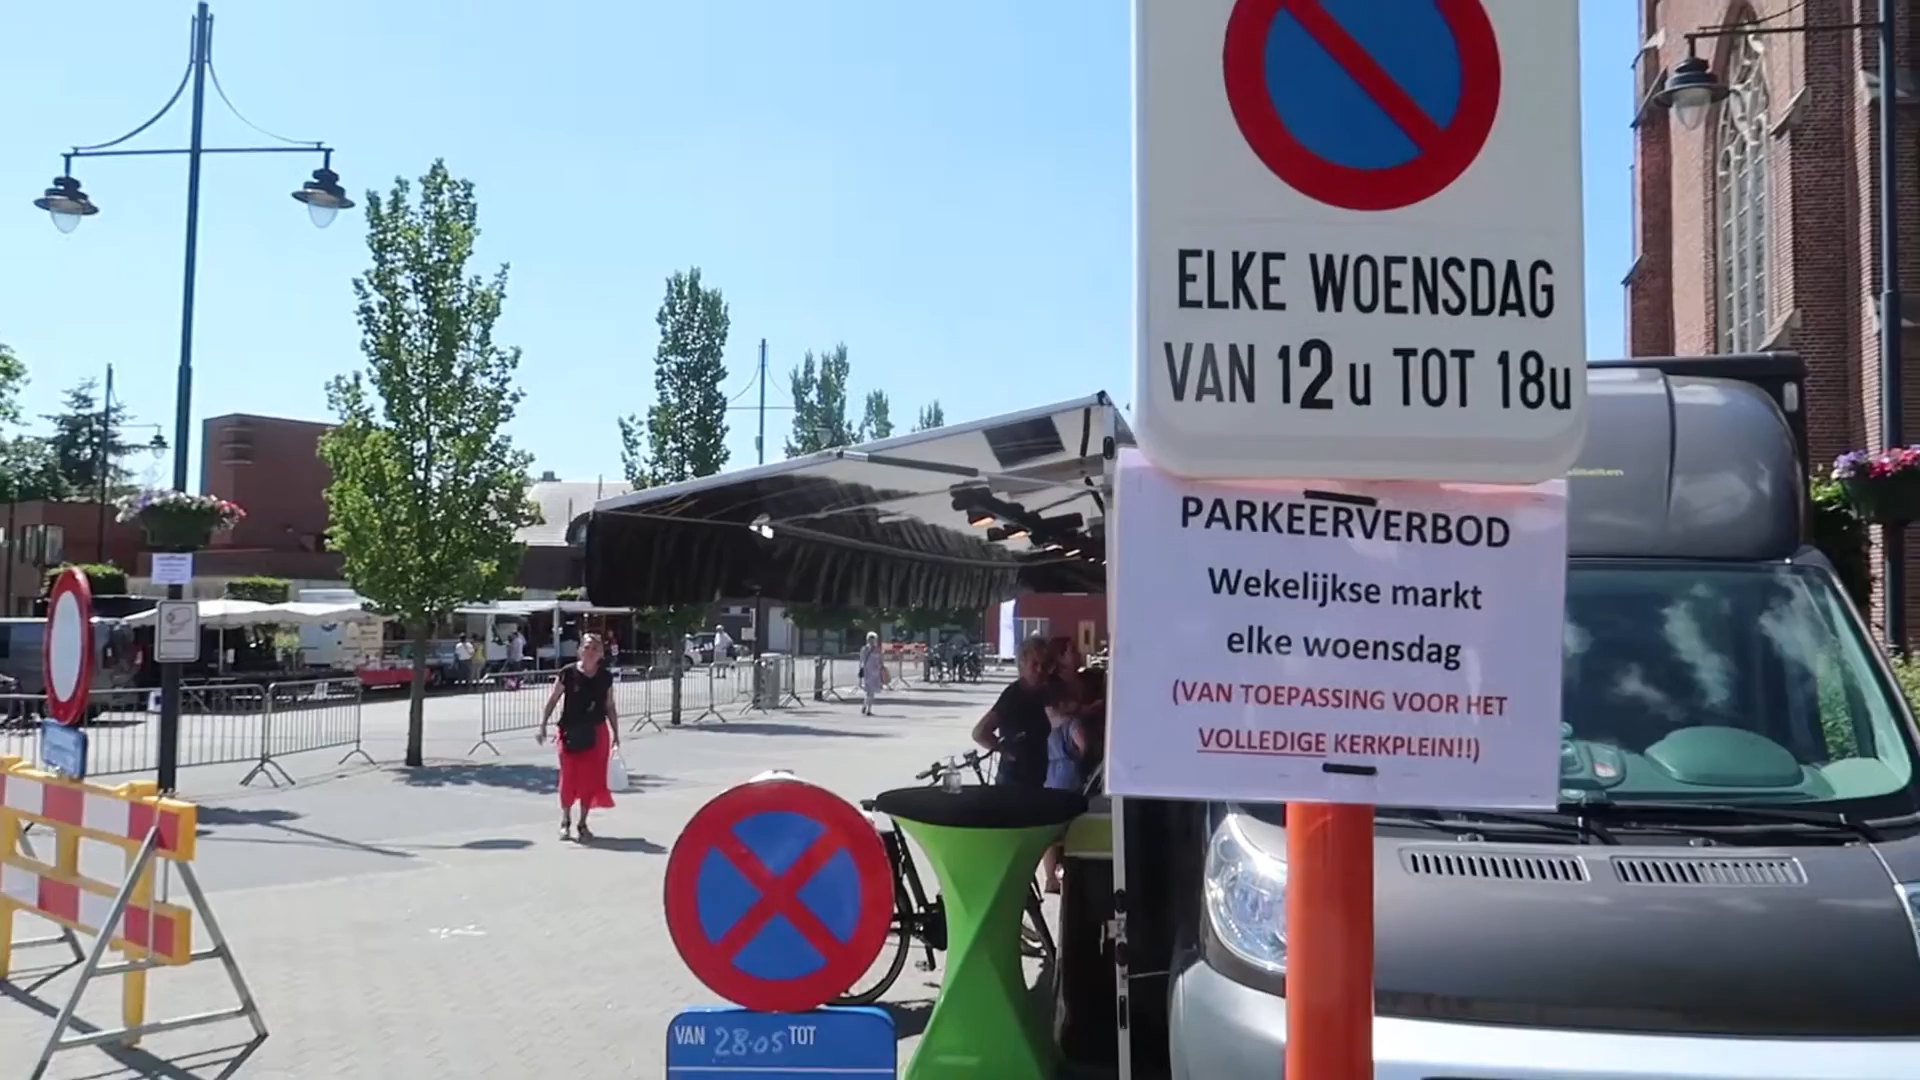 ELKE WOENSDAG
VAN 12u TOT 18u
PARKEERVERBOD
Wekelijkse markt
elke woensdag
(VAN TOEPASSING VOOR HET
VOLLEDIGE KERKPLEIN!!)
VAN 28·05 TOT